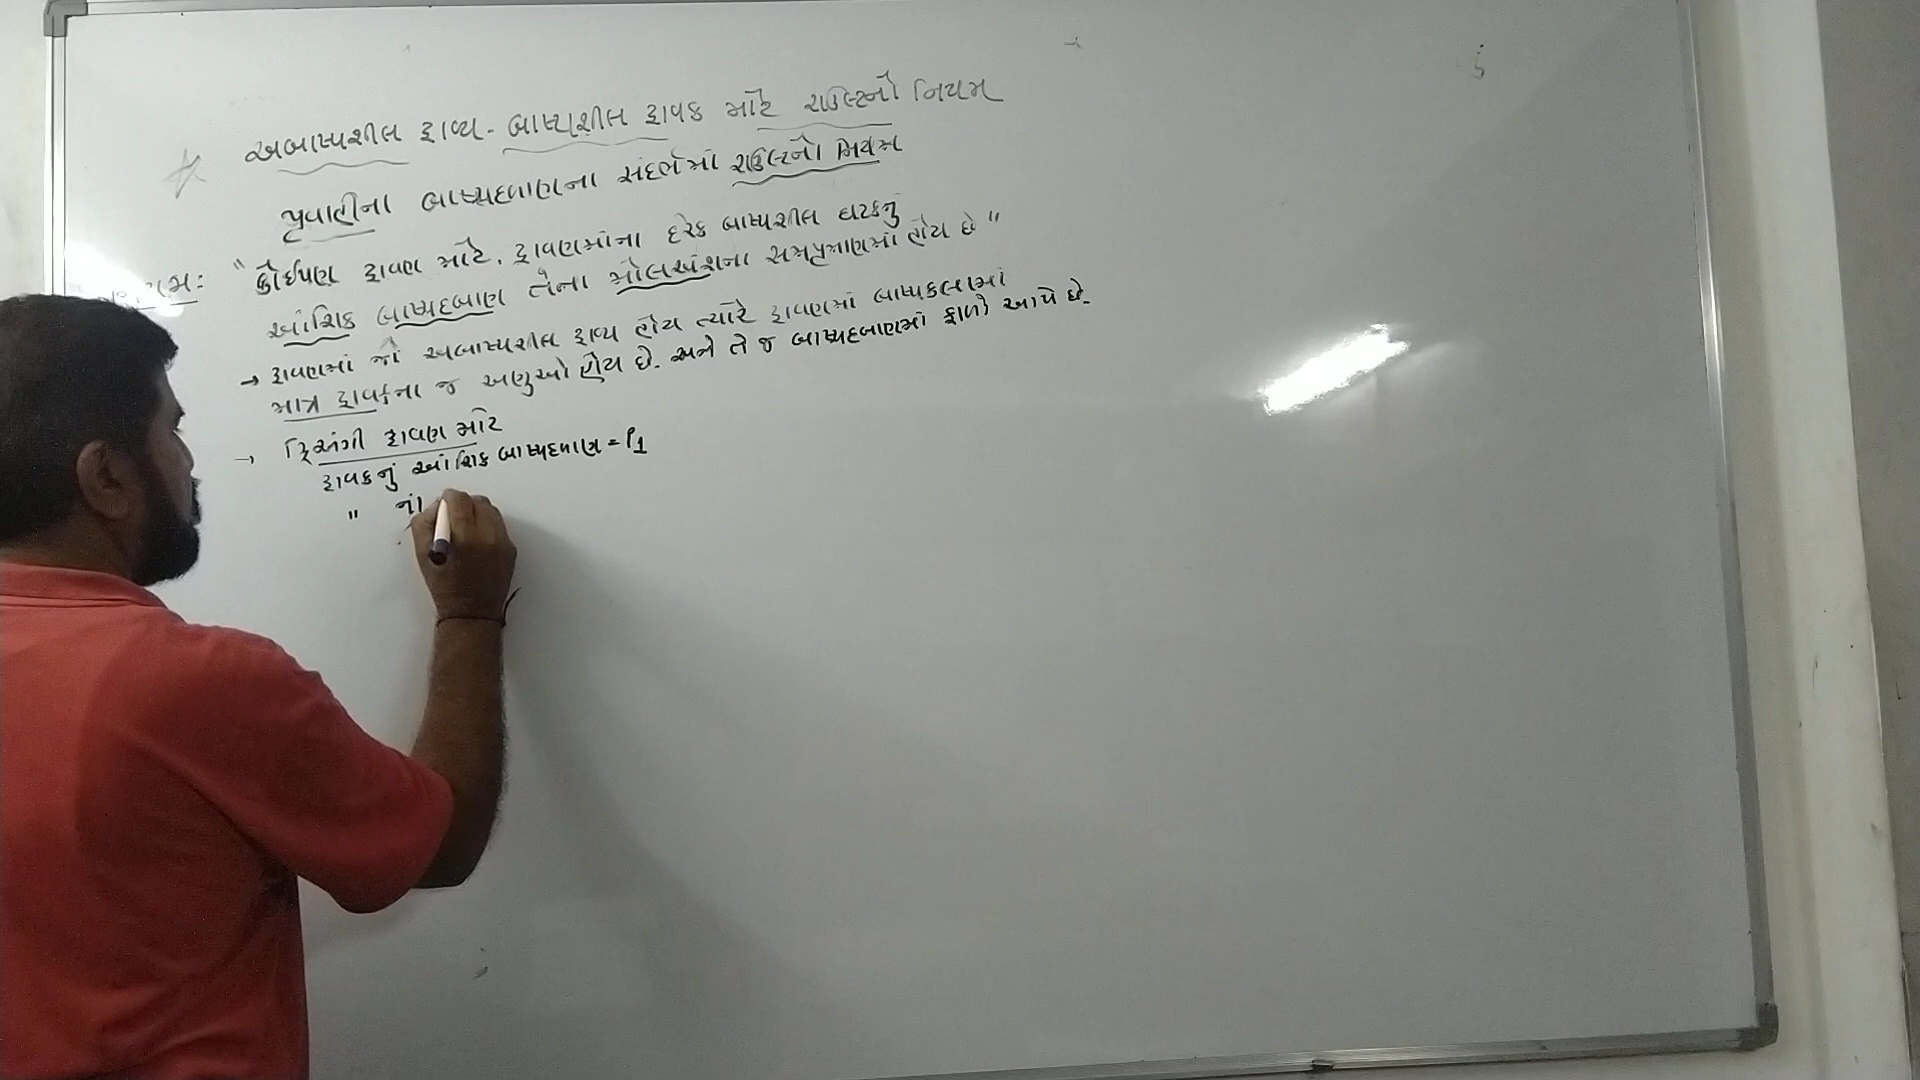 અબાષ્પશીલ દ્રાવ્ય - બાષ્પશીલ દ્રાવક માટે રાઉલ્ટનો નિયમ
પ્રવાહીના બાષ્પદબાણના સંદર્ભમાં રાઉલ્ટનો નિયમ
"કોઈપણ દ્રાવણ માટે, દ્રાવણમાંના દરેક બાષ્પશીલ ઘટકનું
આંશિક બાષ્પદબાણ તેના મોલઅંશના સમપ્રમાણમાં હોય છે"
→ દ્રાવણમાં જો અબાષ્પશીલ દ્રાવ્ય હોય ત્યારે દ્રાવણમાં બાષ્પકલામાં
માત્ર દ્રાવકના જ અણુઓ હોય છે. અને તે જ બાષ્પદબાણમાં ફાળો આપે છે.
→ દ્વિઅંગી દ્રાવણ માટે
દ્રાવકનું આંશિક બાષ્પદબાણ = P1
" નાં